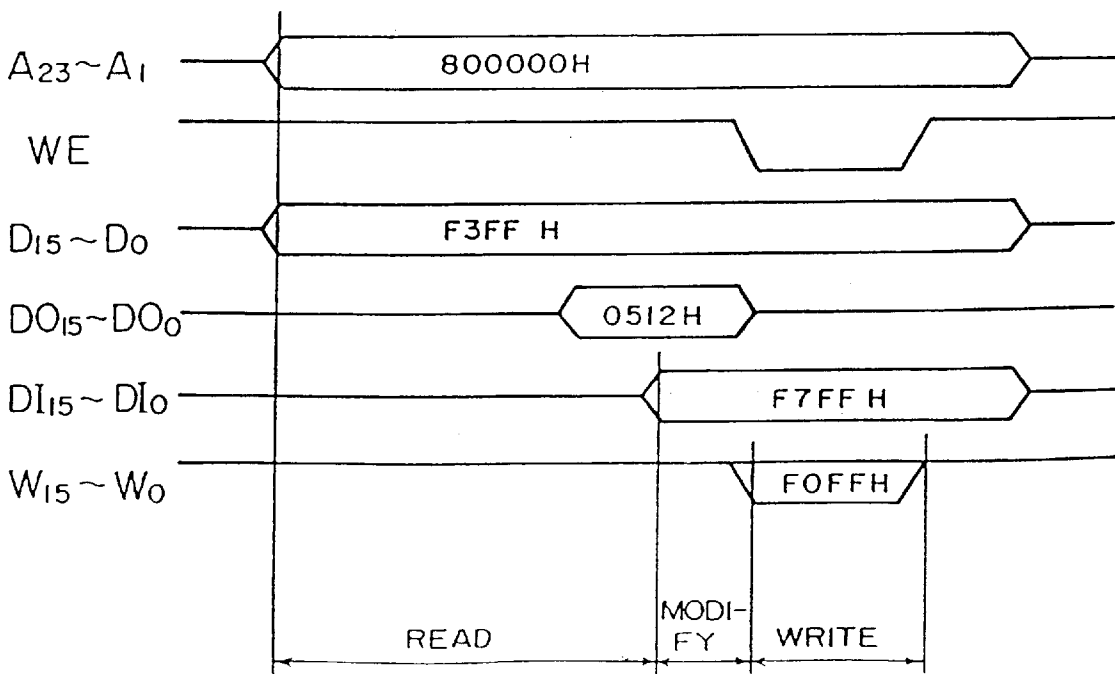 A23~A1 800000H
WE
D15~D0 F3FF H
DO15~DO0 0512H
DI15~DI0 F7FF H
W15~W0 F0FFH
READ MODI-
FY WRITE